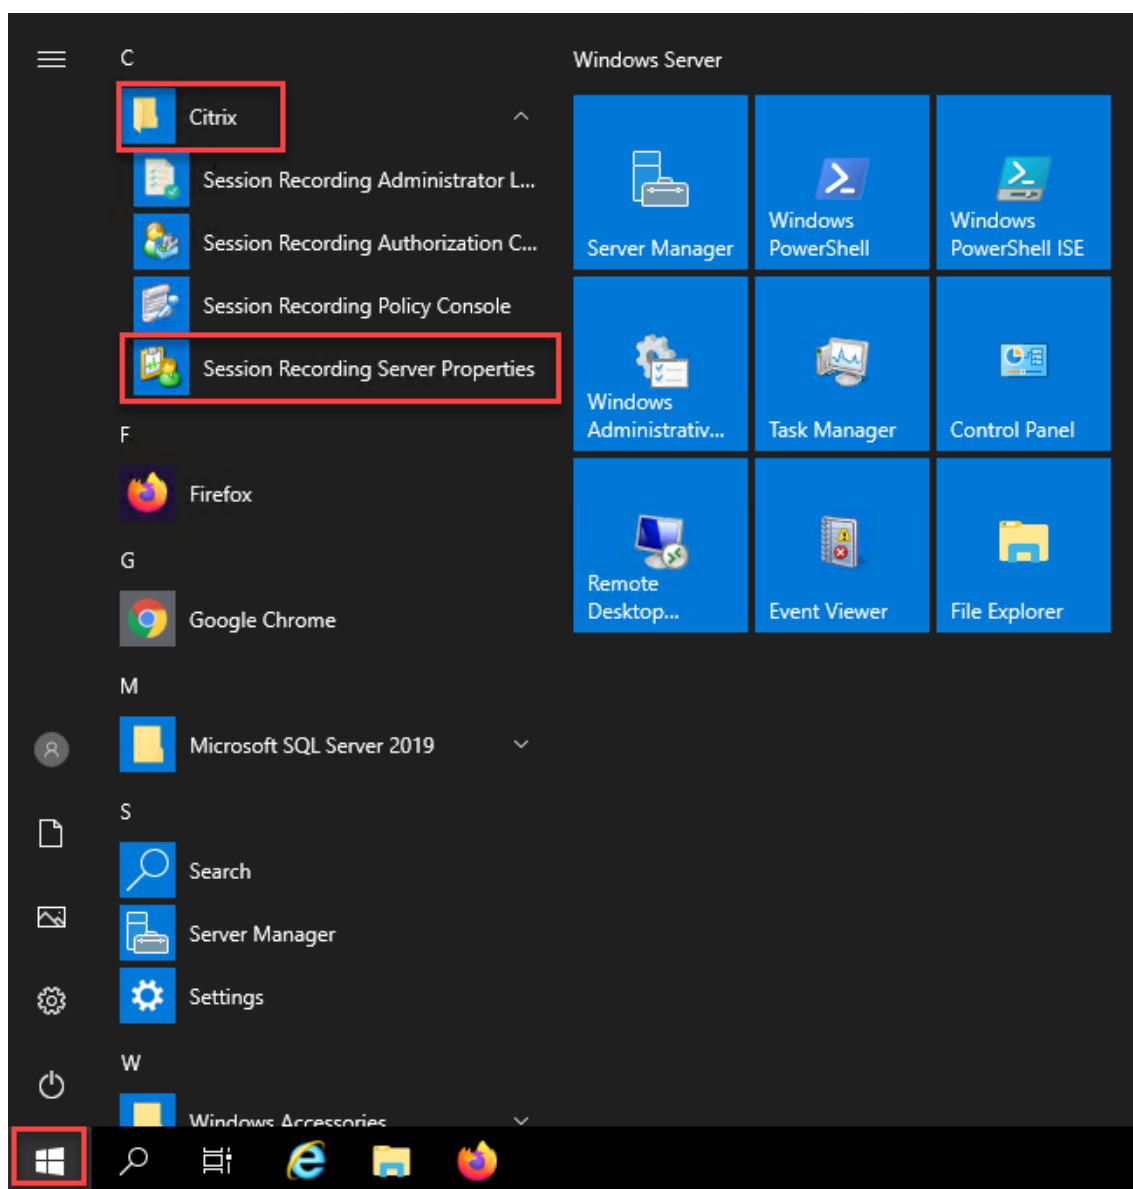 C
Citrix
Session Recording Administrator L...
Session Recording Authorization C...
Session Recording Policy Console
Session Recording Server Properties
F
Firefox
G
Google Chrome
M
Microsoft SQL Server 2019
S
Search
Server Manager
Settings
W
Windows Accessories
Windows Server
Server Manager
Windows
PowerShell
Windows
PowerShell ISE
Windows
Administrativ...
Task Manager
Control Panel
Remote
Desktop...
Event Viewer
File Explorer